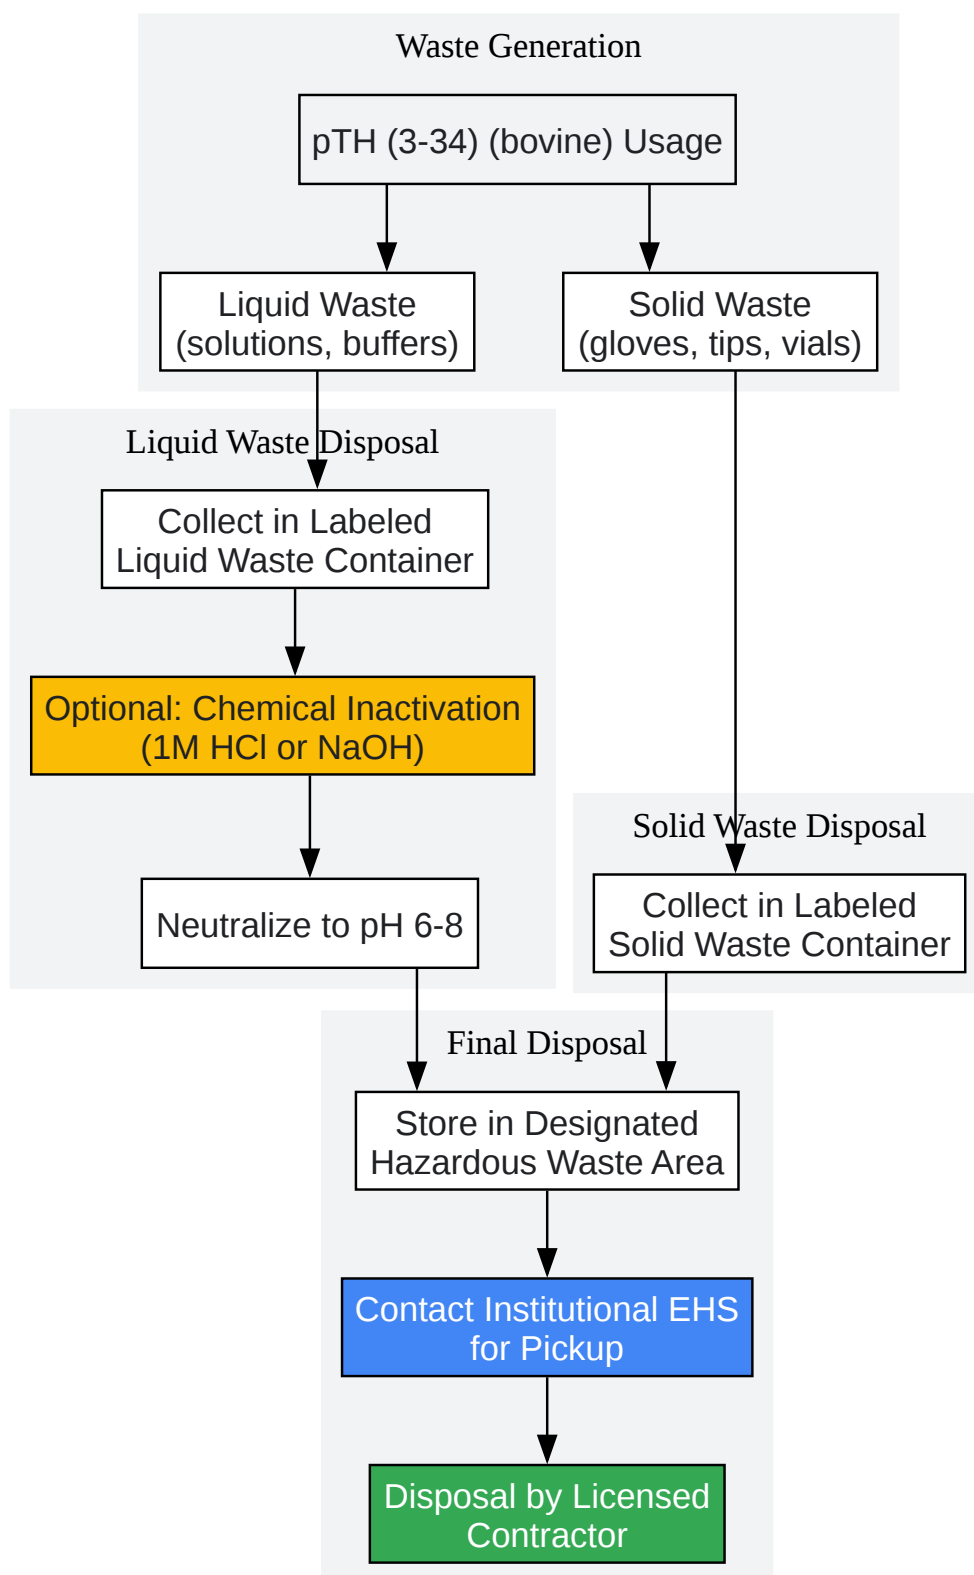 Waste Generation
pTH (3-34) (bovine) Usage
Liquid Waste
(solutions, buffers)
Solid Waste
(gloves, tips, vials)
Liquid Waste Disposal
Collect in Labeled
Liquid Waste Container
Optional: Chemical Inactivation
(1M HCl or NaOH)
Neutralize to pH 6-8
Solid Waste Disposal
Collect in Labeled
Solid Waste Container
Final Disposal
Store in Designated
Hazardous Waste Area
Contact Institutional EHS
for Pickup
Disposal by Licensed
Contractor